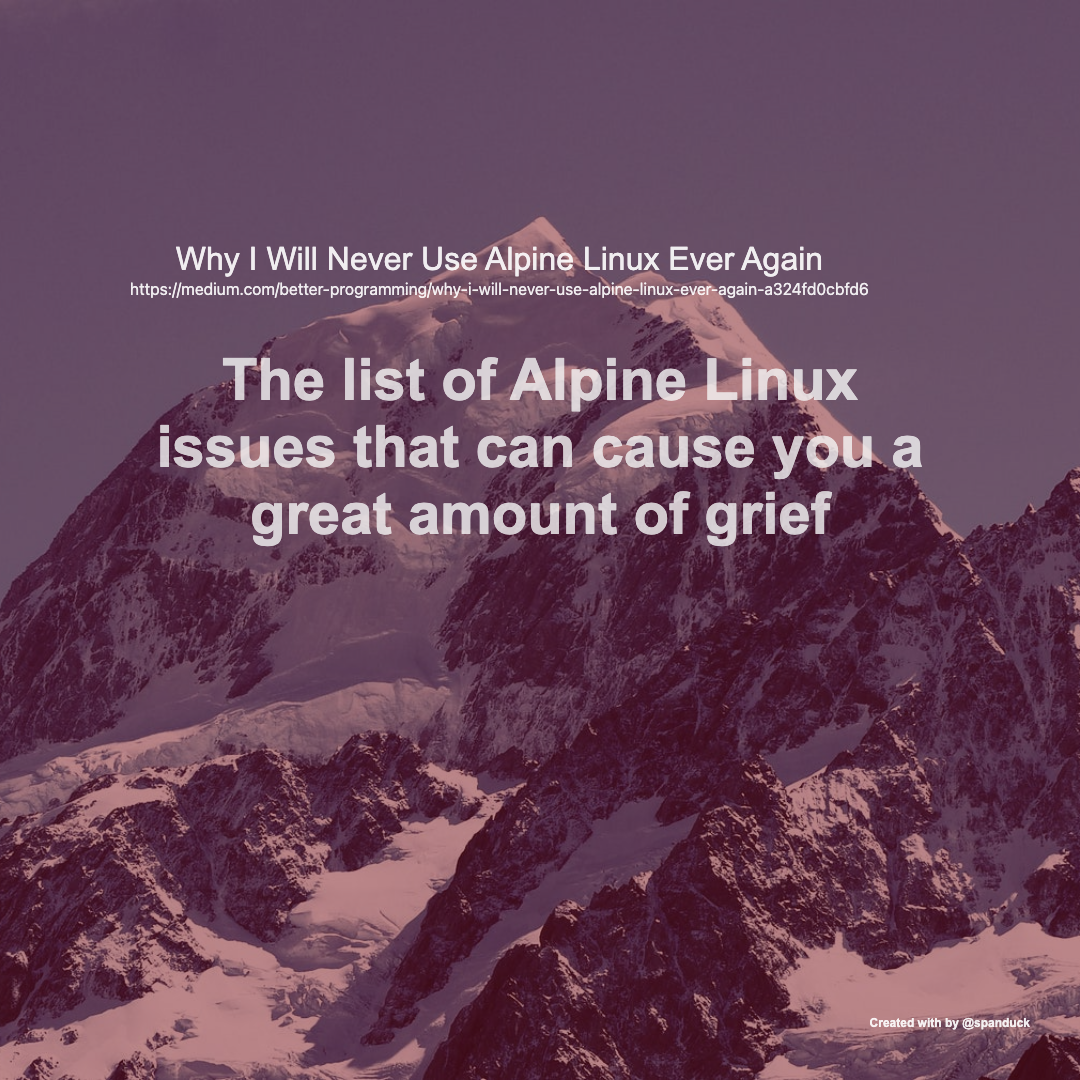 Why I Will Never Use Alpine Linux Ever Again
https://medium.com/better-programming/why-i-will-never-use-alpine-linux-ever-again-a324fd0cbfd6
The list of Alpine Linux
issues that can cause you a
great amount of grief
Created with by @spanduck